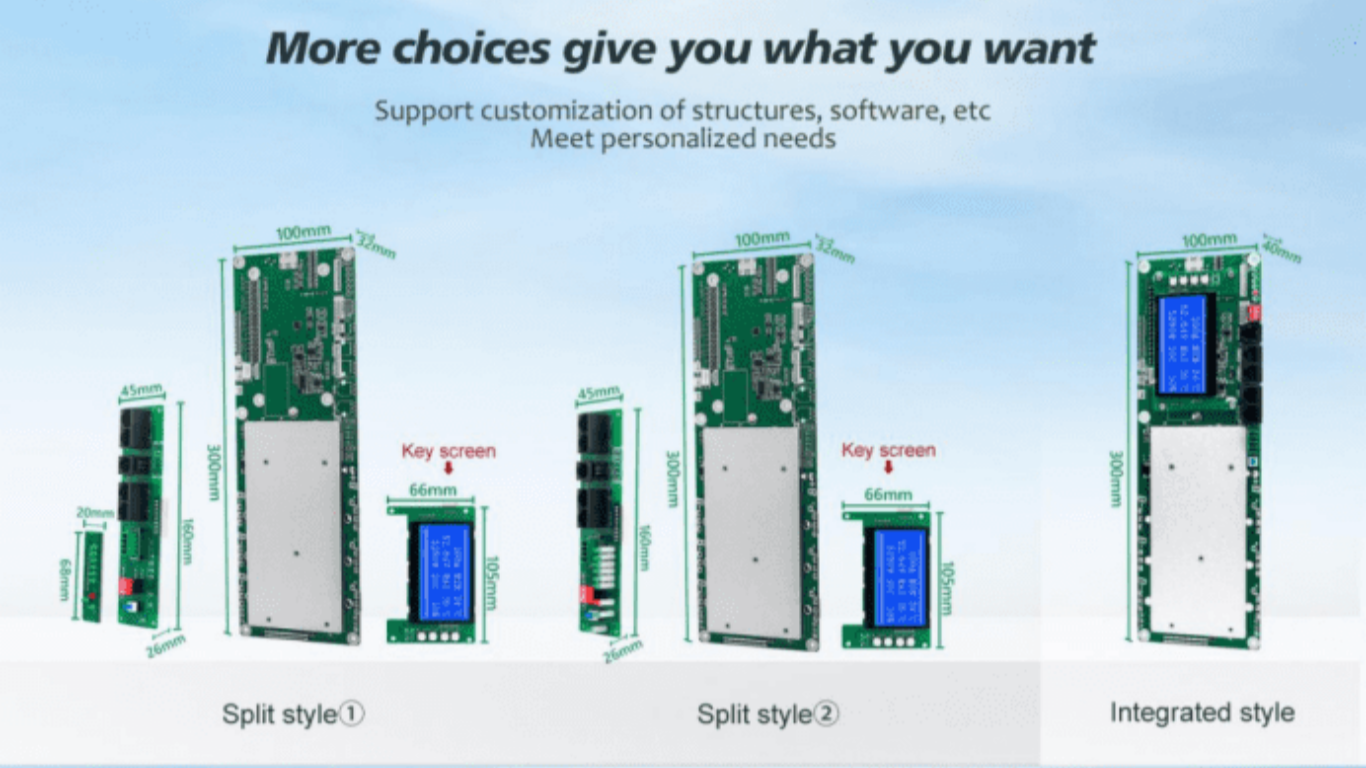 More choices give you what you want
Support customization of structures, software, etc
Meet personalized needs
100mm
32mm
45mm
300mm
160mm
20mm
68mm
26mm
Key screen
66mm
105mm
Split style①
100mm
32mm
45mm
300mm
160mm
26mm
Key screen
66mm
105mm
Split style②
100mm
40mm
300mm
Integrated style